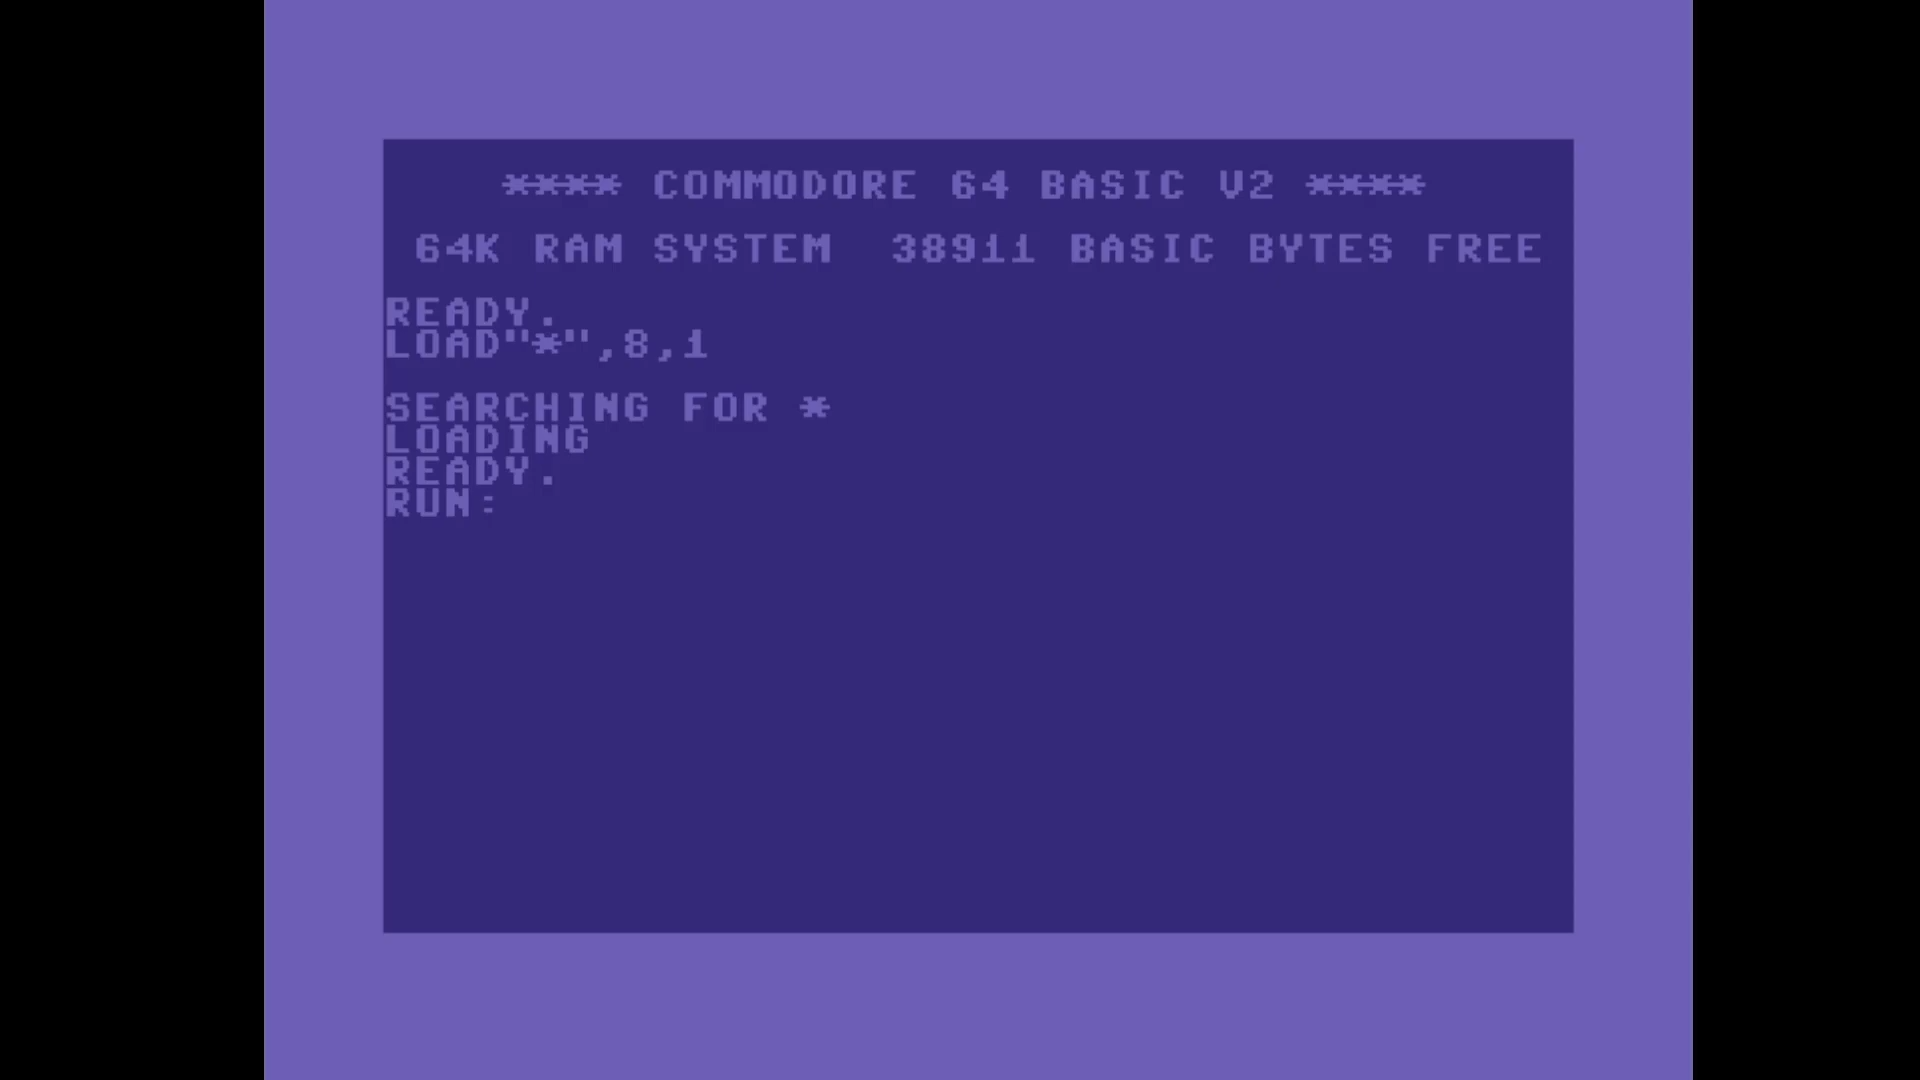 **** COMMODORE 64 BASIC V2 ****
64K RAM SYSTEM  38911 BASIC BYTES FREE
READY.
LOAD"*",8,1
SEARCHING FOR *
LOADING
READY.
RUN: